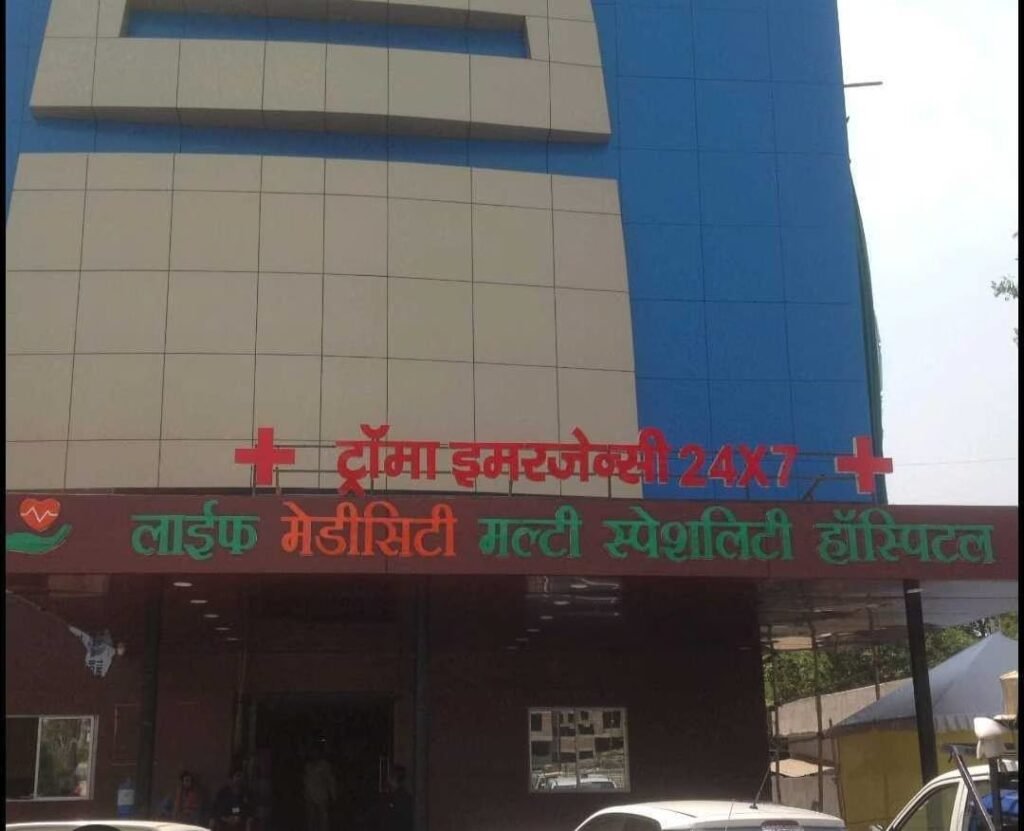 ट्रॉमा इमरजेन्सी 24X7
लाईफ मेडीसिटी मल्टी स्पेशलिटी हॉस्पिटल